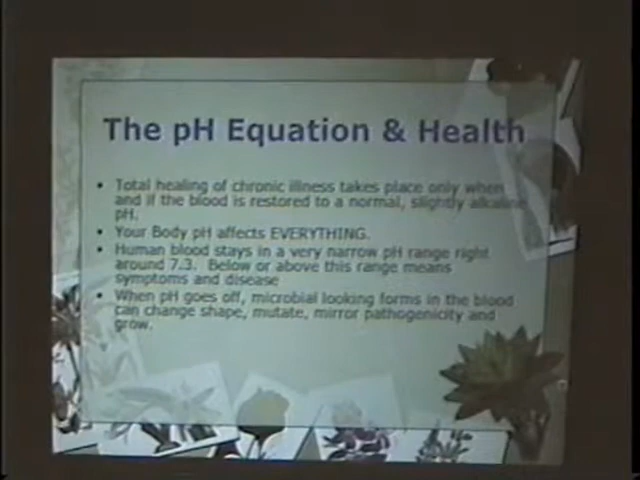 The pH Equation & Health
• Total healing of chronic illness takes place only when
and if the blood is restored to a normal, slightly alkaline
pH.
• Your Body pH affects EVERYTHING.
• Human blood stays in a very narrow pH range right
around 7.3. Below or above this range means
symptoms and disease
• When pH goes off, microbial looking forms in the blood
can change shape, mutate, mirror pathogenicity and
grow.